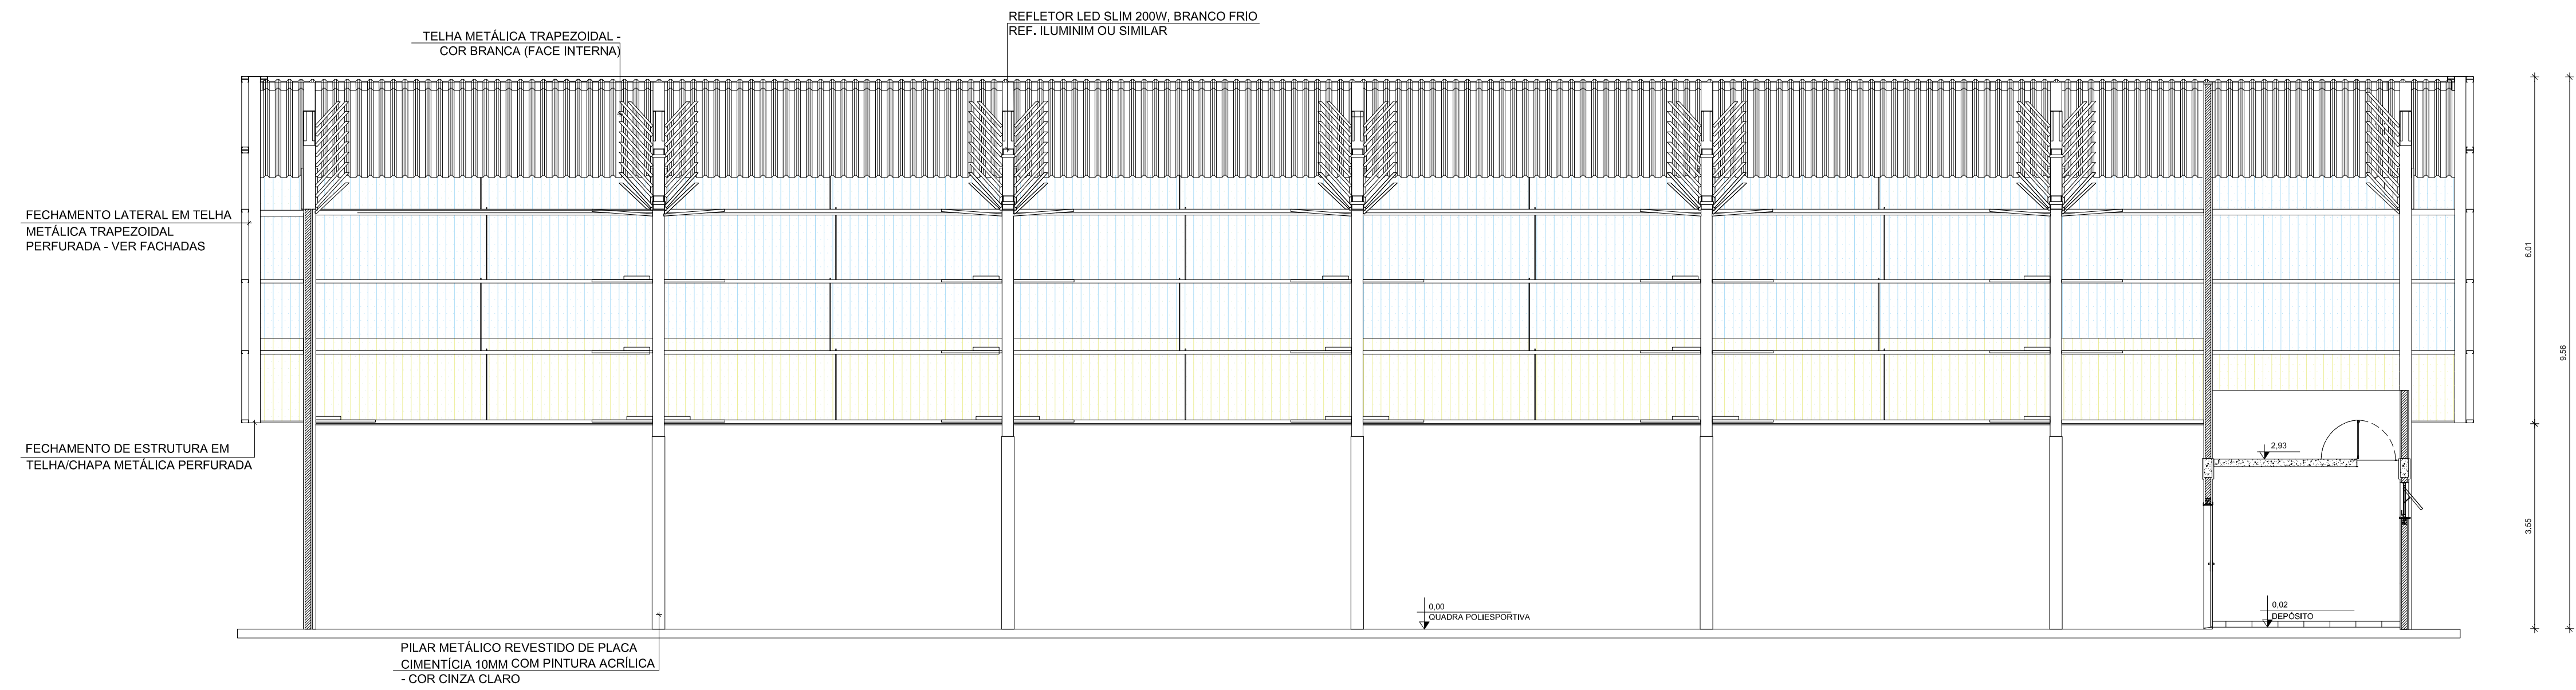 REFLETOR LED SLIM 200W, BRANCO FRIO
REF. ILUMINIM OU SIMILAR
TELHA METÁLICA TRAPEZOIDAL -
COR BRANCA (FACE INTERNA)
FECHAMENTO LATERAL EM TELHA
METÁLICA TRAPEZOIDAL
PERFURADA - VER FACHADAS
6,01
9,56
FECHAMENTO DE ESTRUTURA EM
TELHA/CHAPA METÁLICA PERFURADA
2,93
3,55
0,00
QUADRA POLIESPORTIVA
0,02
DEPÓSITO
PILAR METÁLICO REVESTIDO DE PLACA
CIMENTÍCIA 10MM COM PINTURA ACRÍLICA
- COR CINZA CLARO